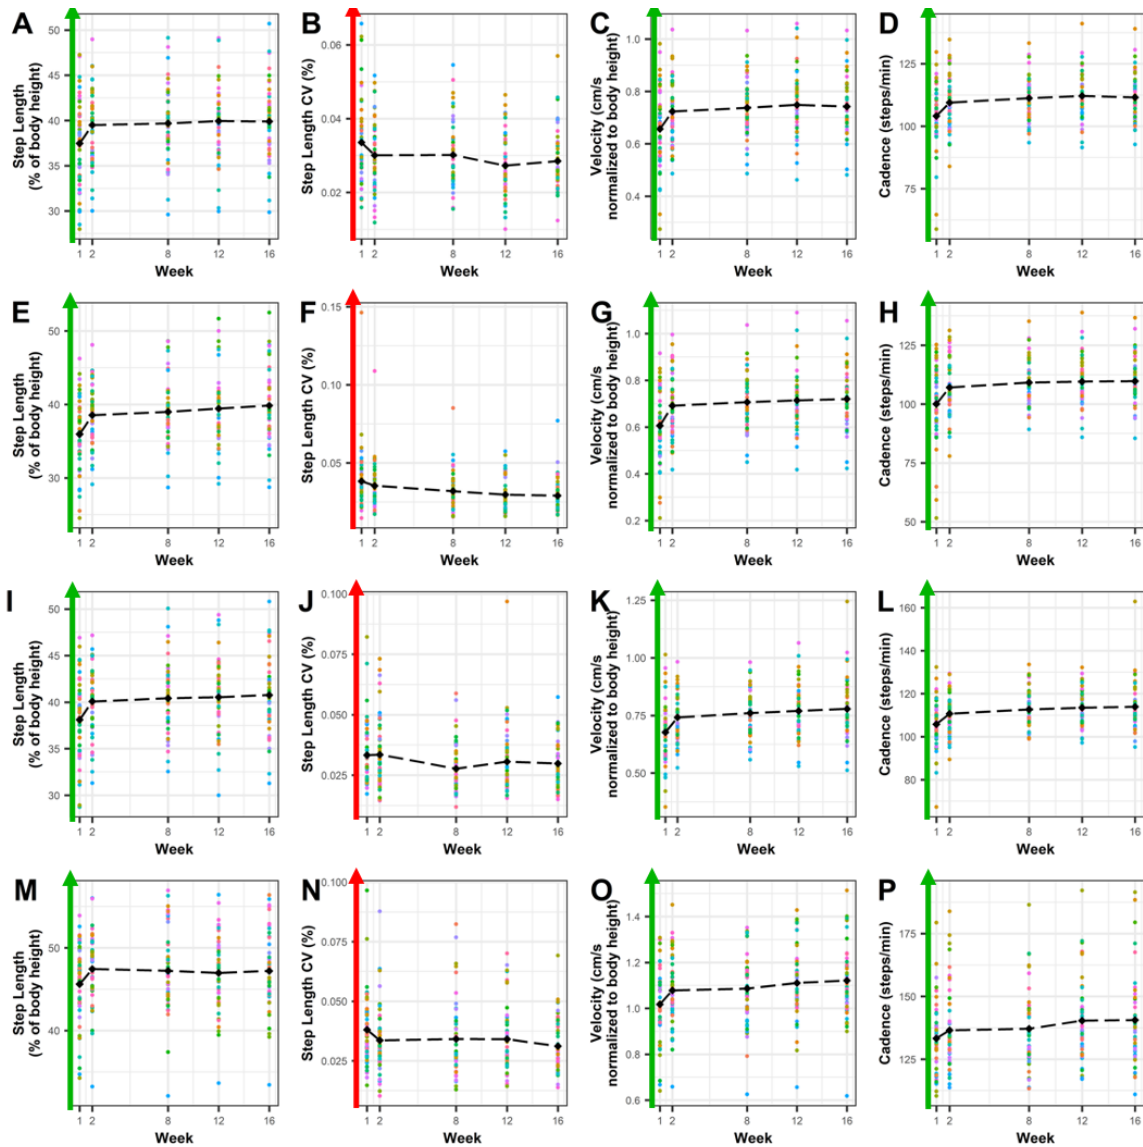 A
Step Length
(% of body height)
50
45
40
35
30
1 2 8 12 16
Week
B
Step Length CV (%)
0.06
0.04
0.02
1 2 8 12 16
Week
C
Velocity (cm/s
normalized to body height)
1.0
0.8
0.6
0.4
1 2 8 12 16
Week
D
Cadence (steps/min)
125
100
75
1 2 8 12 16
Week
E
Step Length
(% of body height)
50
40
30
1 2 8 12 16
Week
F
Step Length CV (%)
0.15
0.10
0.05
1 2 8 12 16
Week
G
Velocity (cm/s
normalized to body height)
1.0
0.8
0.6
0.4
0.2
1 2 8 12 16
Week
H
Cadence (steps/min)
125
100
75
50
1 2 8 12 16
Week
I
Step Length
(% of body height)
50
45
40
35
30
1 2 8 12 16
Week
J
Step Length CV (%)
0.100
0.075
0.050
0.025
1 2 8 12 16
Week
K
Velocity (cm/s
normalized to body height)
1.25
1.00
0.75
0.50
1 2 8 12 16
Week
L
Cadence (steps/min)
160
140
120
100
80
1 2 8 12 16
Week
M
Step Length
(% of body height)
50
40
1 2 8 12 16
Week
N
Step Length CV (%)
0.100
0.075
0.050
0.025
1 2 8 12 16
Week
O
Velocity (cm/s
normalized to body height)
1.4
1.2
1.0
0.8
0.6
1 2 8 12 16
Week
P
Cadence (steps/min)
175
150
125
1 2 8 12 16
Week